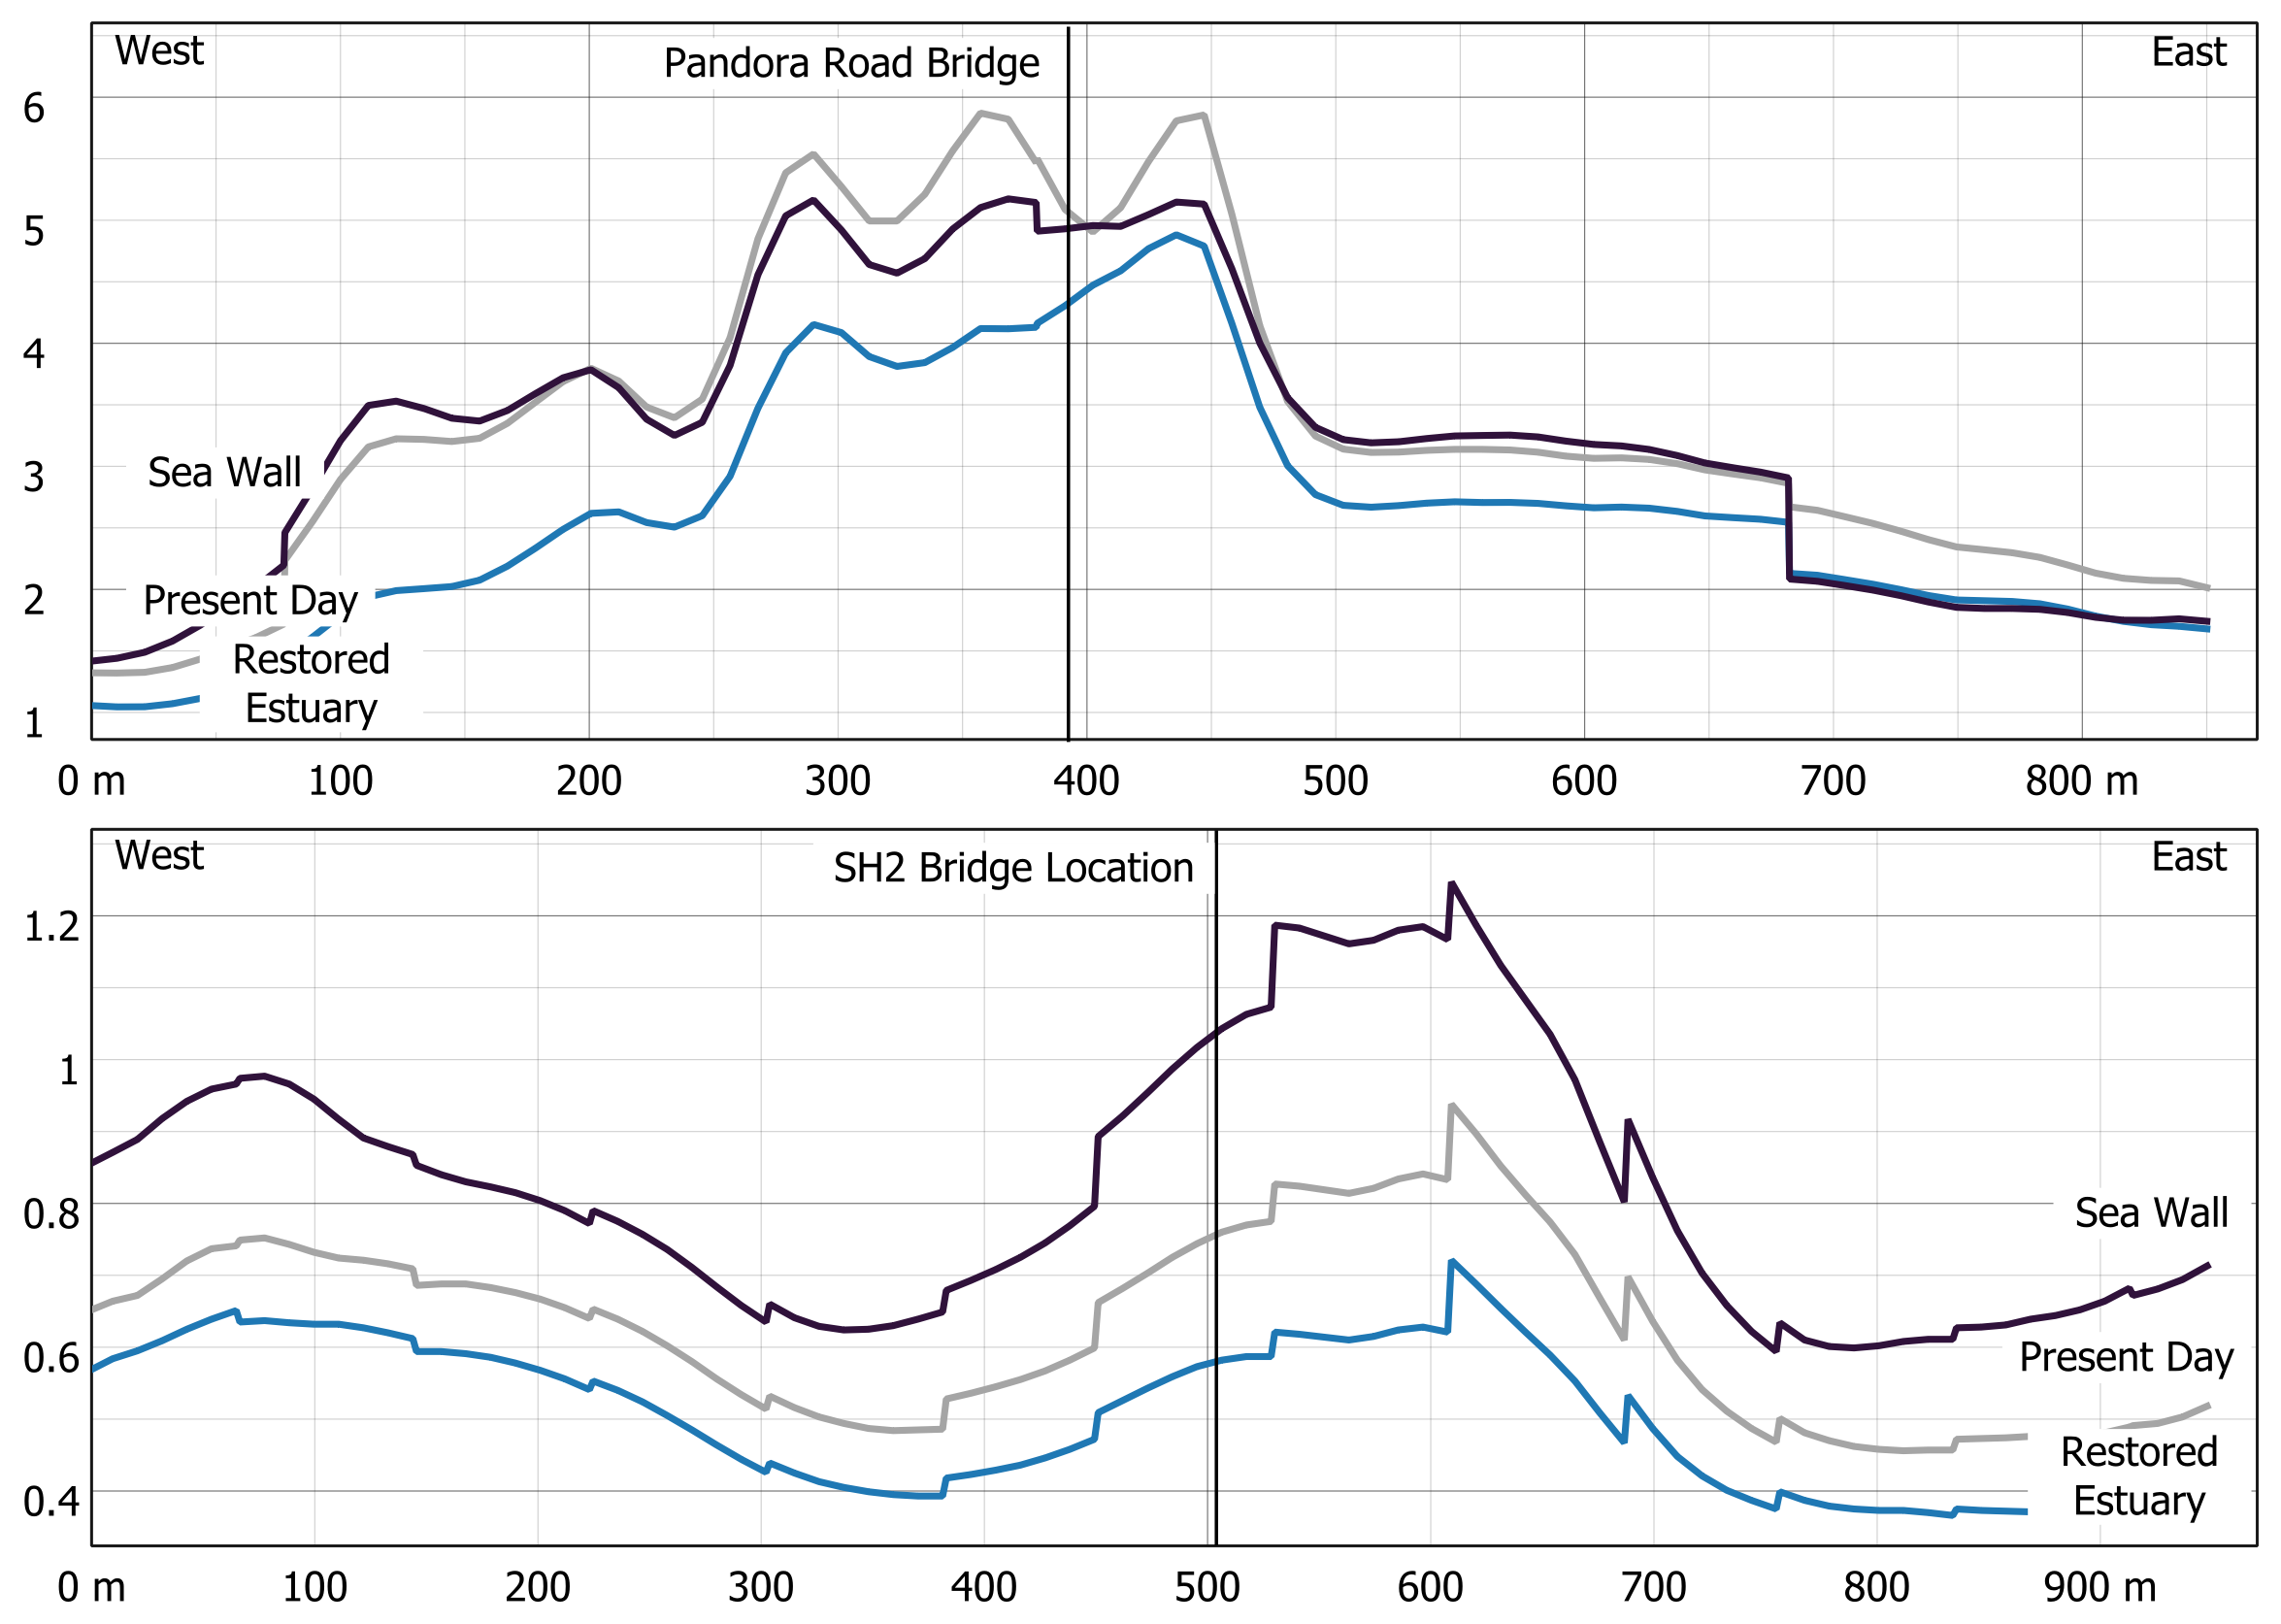 West
Pandora Road Bridge
East
6
5
4
3
2
1
Sea Wall
Present Day
Restored
Estuary
0 m 100 200 300 400 500 600 700 800 m
West
SH2 Bridge Location
East
1.2
1
0.8
0.6
0.4
Sea Wall
Present Day
Restored
Estuary
0 m 100 200 300 400 500 600 700 800 900 m